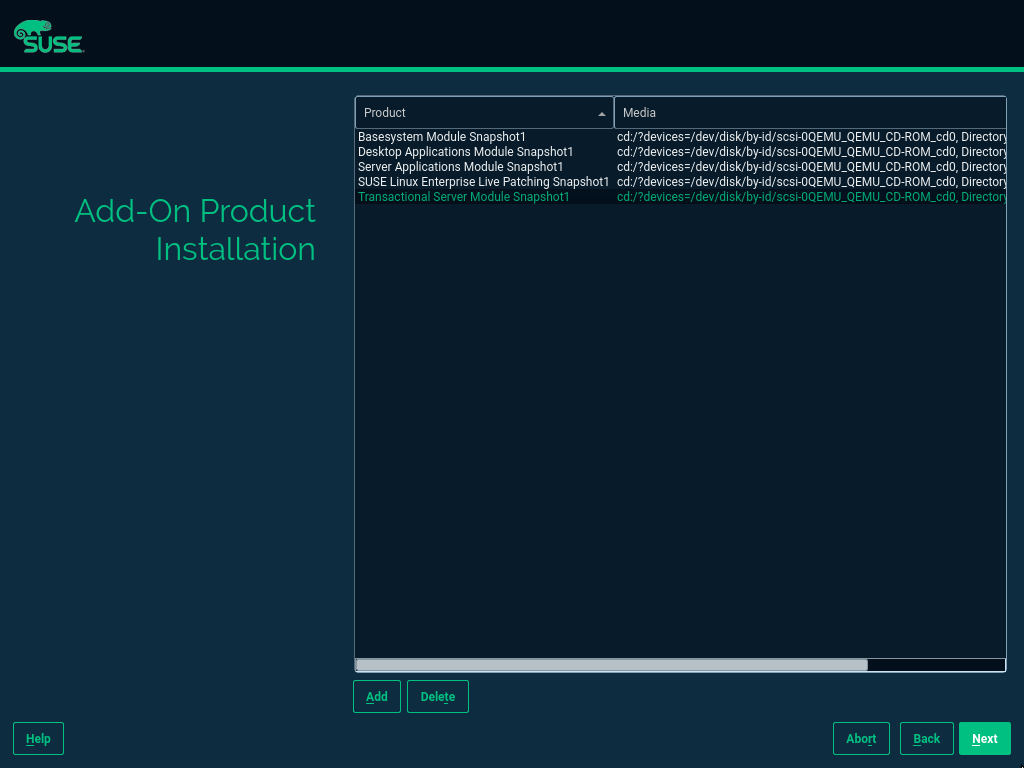 SUSE
Product Media
Basesystem Module Snapshot1 cd:/?devices=/dev/disk/by-id/scsi-0QEMU_QEMU_CD-ROM_cd0, Directory
Desktop Applications Module Snapshot1 cd:/?devices=/dev/disk/by-id/scsi-0QEMU_QEMU_CD-ROM_cd0, Directory
Server Applications Module Snapshot1 cd:/?devices=/dev/disk/by-id/scsi-0QEMU_QEMU_CD-ROM_cd0, Directory
SUSE Linux Enterprise Live Patching Snapshot1 cd:/?devices=/dev/disk/by-id/scsi-0QEMU_QEMU_CD-ROM_cd0, Directory
Transactional Server Module Snapshot1 cd:/?devices=/dev/disk/by-id/scsi-0QEMU_QEMU_CD-ROM_cd0, Directory
Add-On Product
Installation
Add Delete
Help Abort Back Next